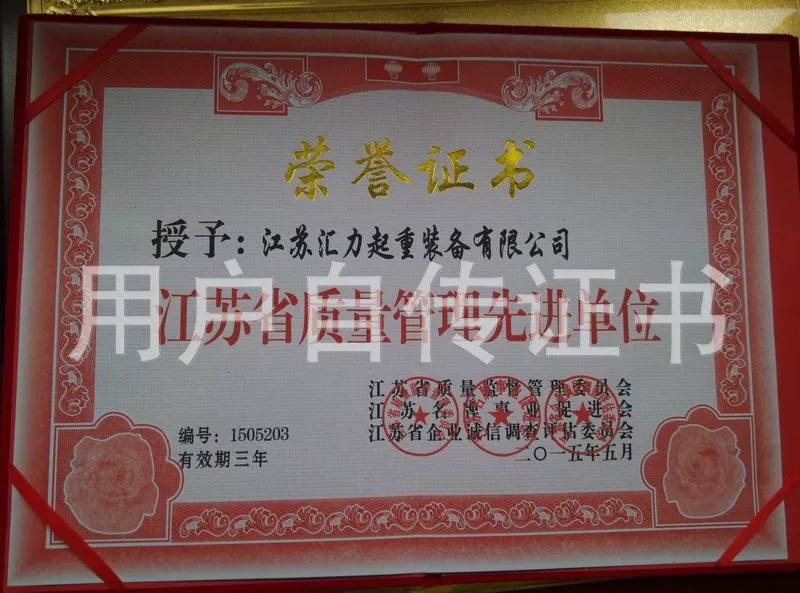 荣誉证书
授予：江苏汇力起重装备有限公司
江苏省质量管理先进单位
用户自传证书
江苏省质量监督管理委员会
江苏名牌事业促进会
江苏省企业诚信调查评估委员会
二〇一五年五月
编号：1505203
有效期三年